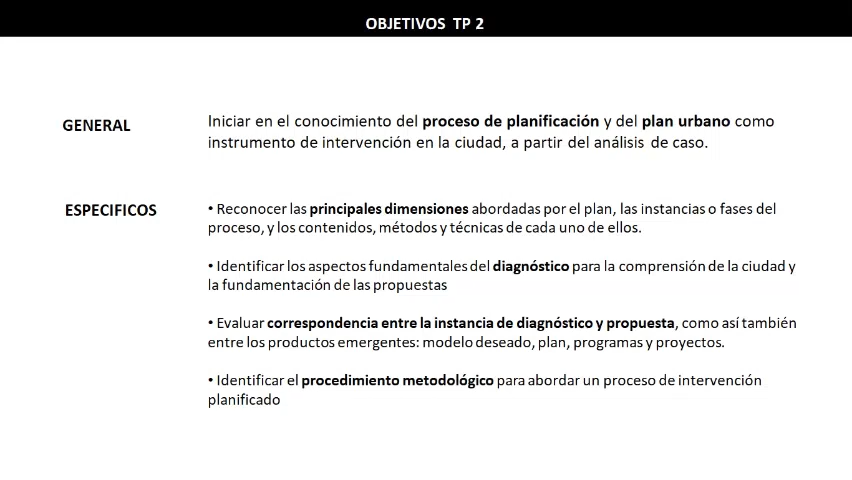 OBJETIVOS TP 2
GENERAL
Iniciar en el conocimiento del proceso de planificación y del plan urbano como
instrumento de intervención en la ciudad, a partir del análisis de caso.
ESPECIFICOS
• Reconocer las principales dimensiones abordadas por el plan, las instancias o fases del
proceso, y los contenidos, métodos y técnicas de cada uno de ellos.
• Identificar los aspectos fundamentales del diagnóstico para la comprensión de la ciudad y
la fundamentación de las propuestas
• Evaluar correspondencia entre la instancia de diagnóstico y propuesta, como así también
entre los productos emergentes: modelo deseado, plan, programas y proyectos.
• Identificar el procedimiento metodológico para abordar un proceso de intervención
planificado